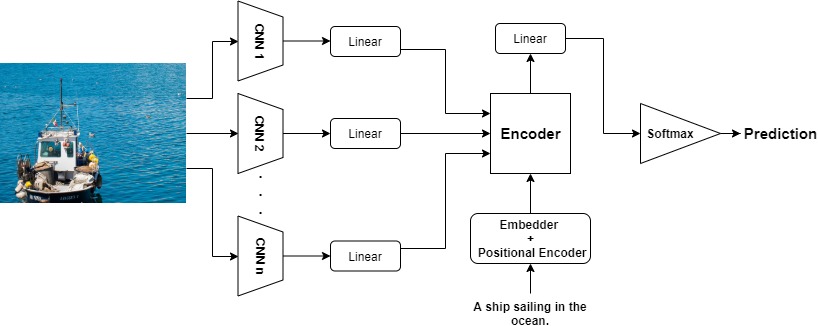 CNN 1
Linear
Linear
CNN 2
Linear
Encoder
Softmax
Prediction
.
.
.
CNN n
Linear
Embedder
+
Positional Encoder
A ship sailing in the
ocean.